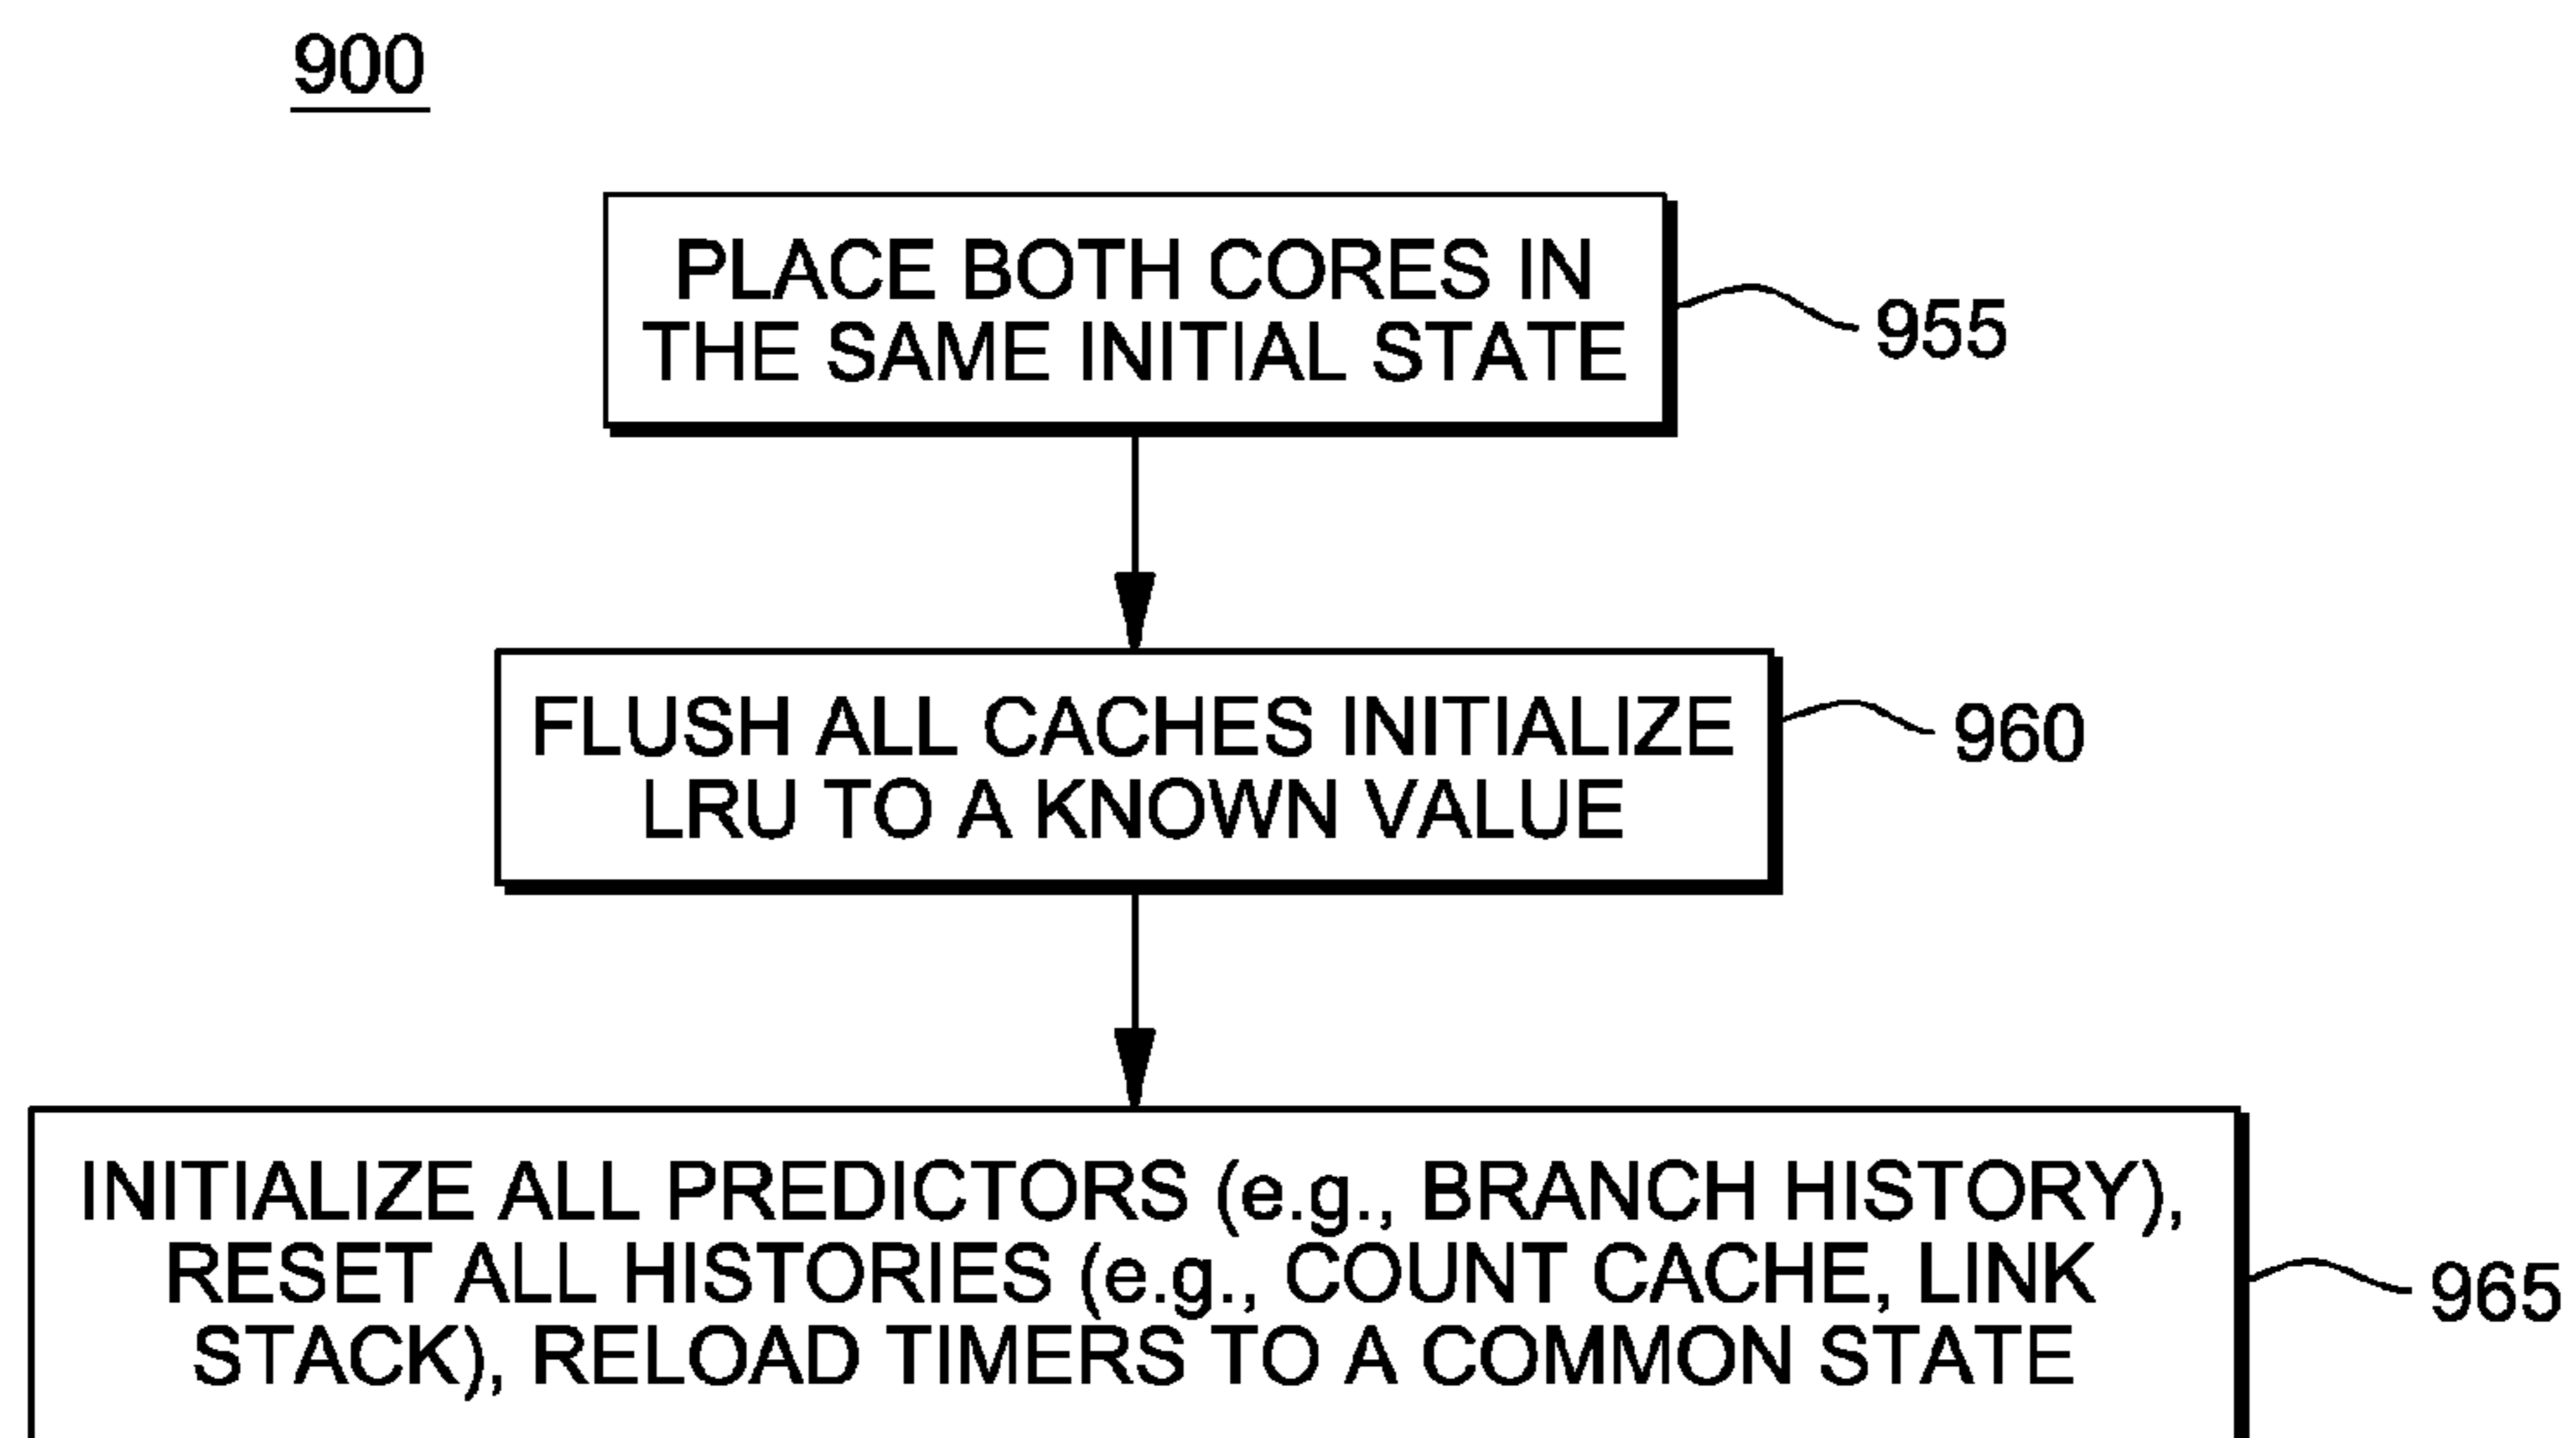 900
PLACE BOTH CORES IN
THE SAME INITIAL STATE
955
FLUSH ALL CACHES INITIALIZE
LRU TO A KNOWN VALUE
960
INITIALIZE ALL PREDICTORS (e.g., BRANCH HISTORY),
RESET ALL HISTORIES (e.g., COUNT CACHE, LINK
STACK), RELOAD TIMERS TO A COMMON STATE
965